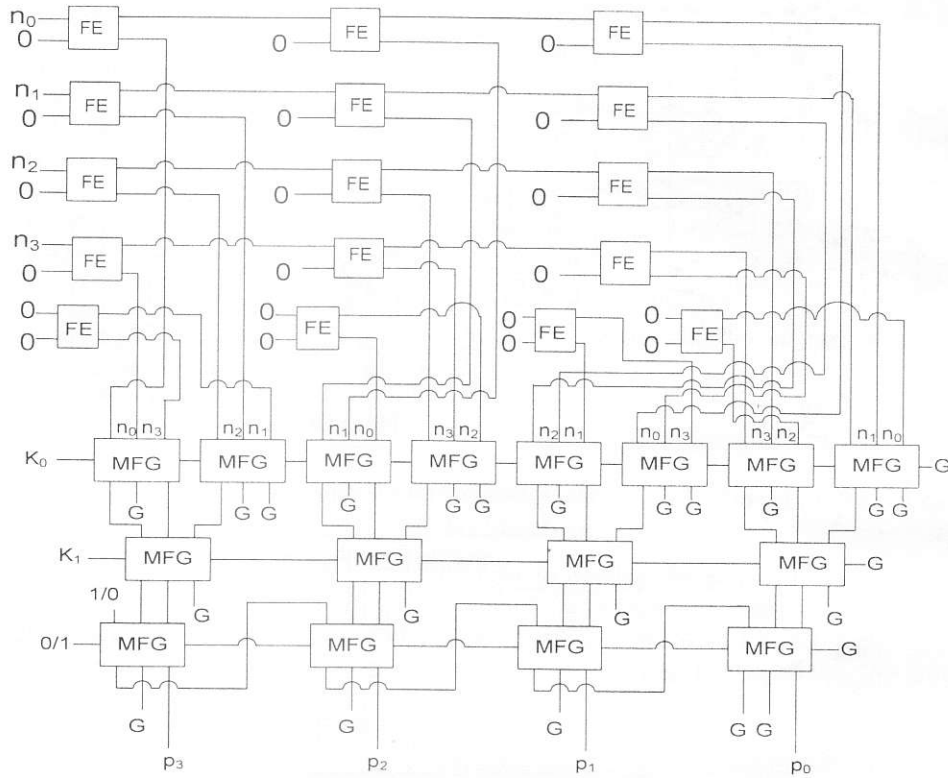 n0 FE FE FE
0 0 0
n1 FE FE FE
0 0 0
n2 FE FE FE
0 0 0
n3 FE FE FE
0 0 0
0 FE 0 FE 0 FE 0 FE
0 0 0 0
n0 n3 n2 n1 n1 n0 n3 n2 n2 n1 n0 n3 n3 n2 n1 n0
K0 MFG MFG MFG MFG MFG MFG MFG MFG G
G G G G G G G G G G G G
K1 MFG MFG MFG MFG G
1/0 G G G G
0/1 MFG MFG MFG MFG G
G G G G G
p3 p2 p1 p0